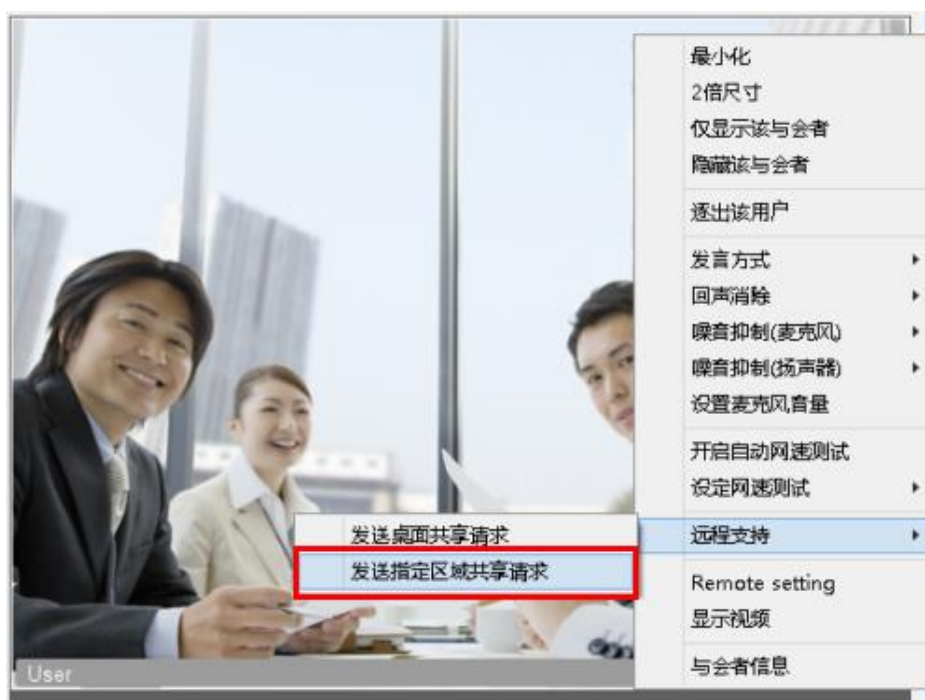 最小化
2倍尺寸
仅显示该与会者
隐藏该与会者
逐出该用户
发言方式
回声消除
噪音抑制(麦克风)
噪音抑制(扬声器)
设置麦克风音量
开启自动网速测试
设定网速测试
远程支持
发送桌面共享请求
发送指定区域共享请求
Remote setting
显示视频
与会者信息
User